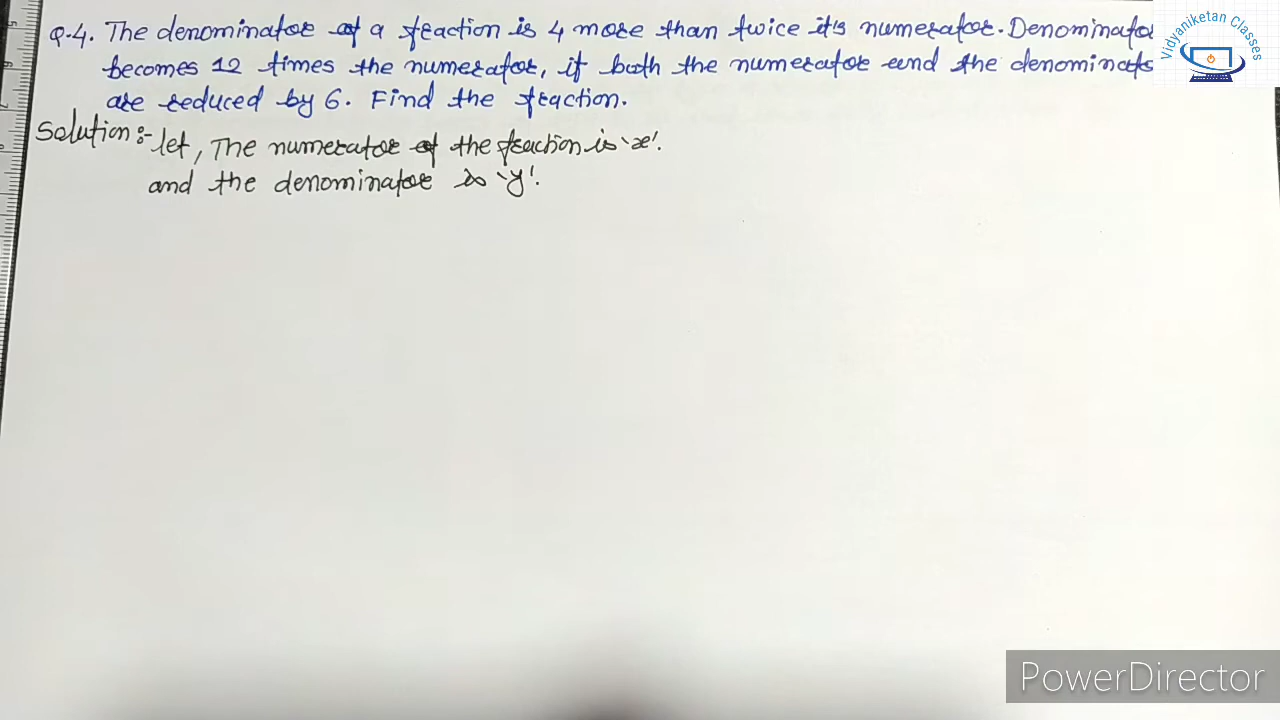 Q.4. The denominator of a fraction is 4 more than twice it's numerator. Denominator
becomes 12 times the numerator, if both the numerator and the denominator
are reduced by 6. Find the fraction.
Solution:- let, The numerator of the fraction is 'x'.
and the denominator is 'y'.
Vidyaniketan Classes
PowerDirector